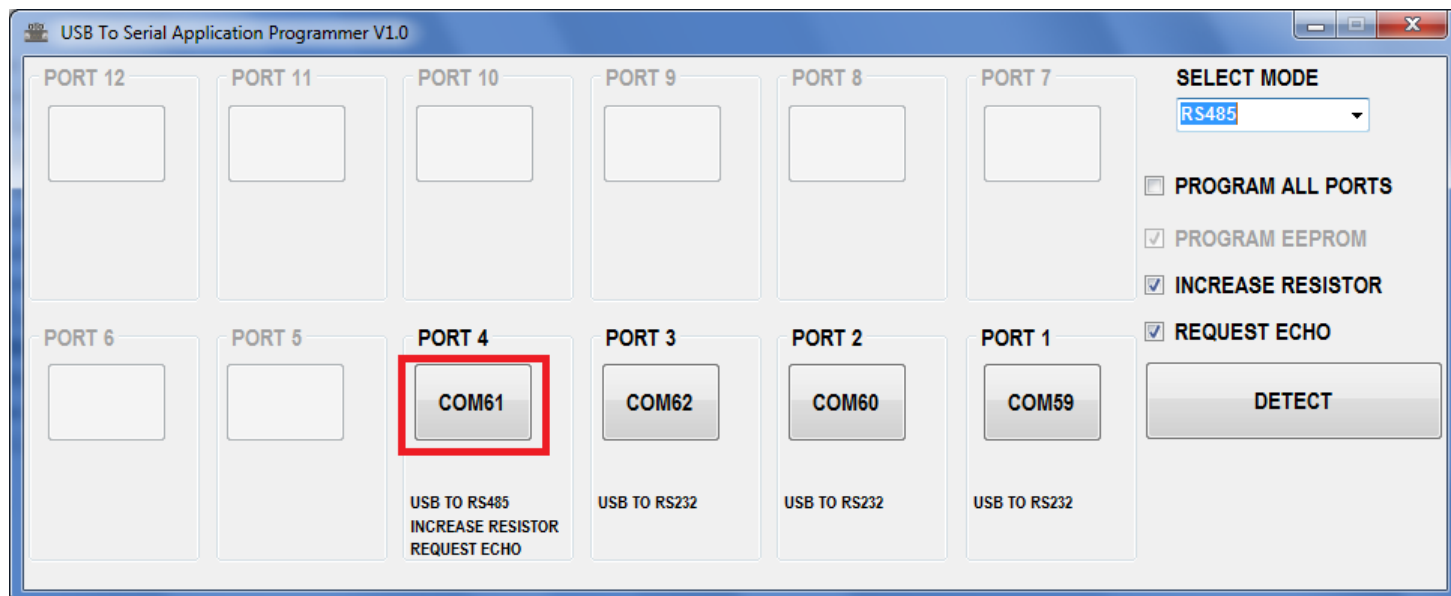 USB To Serial Application Programmer V1.0
PORT 12
PORT 11
PORT 10
PORT 9
PORT 8
PORT 7
SELECT MODE
RS485
PROGRAM ALL PORTS
PROGRAM EEPROM
INCREASE RESISTOR
REQUEST ECHO
DETECT
PORT 6
PORT 5
PORT 4
COM61
USB TO RS485
INCREASE RESISTOR
REQUEST ECHO
PORT 3
COM62
USB TO RS232
PORT 2
COM60
USB TO RS232
PORT 1
COM59
USB TO RS232